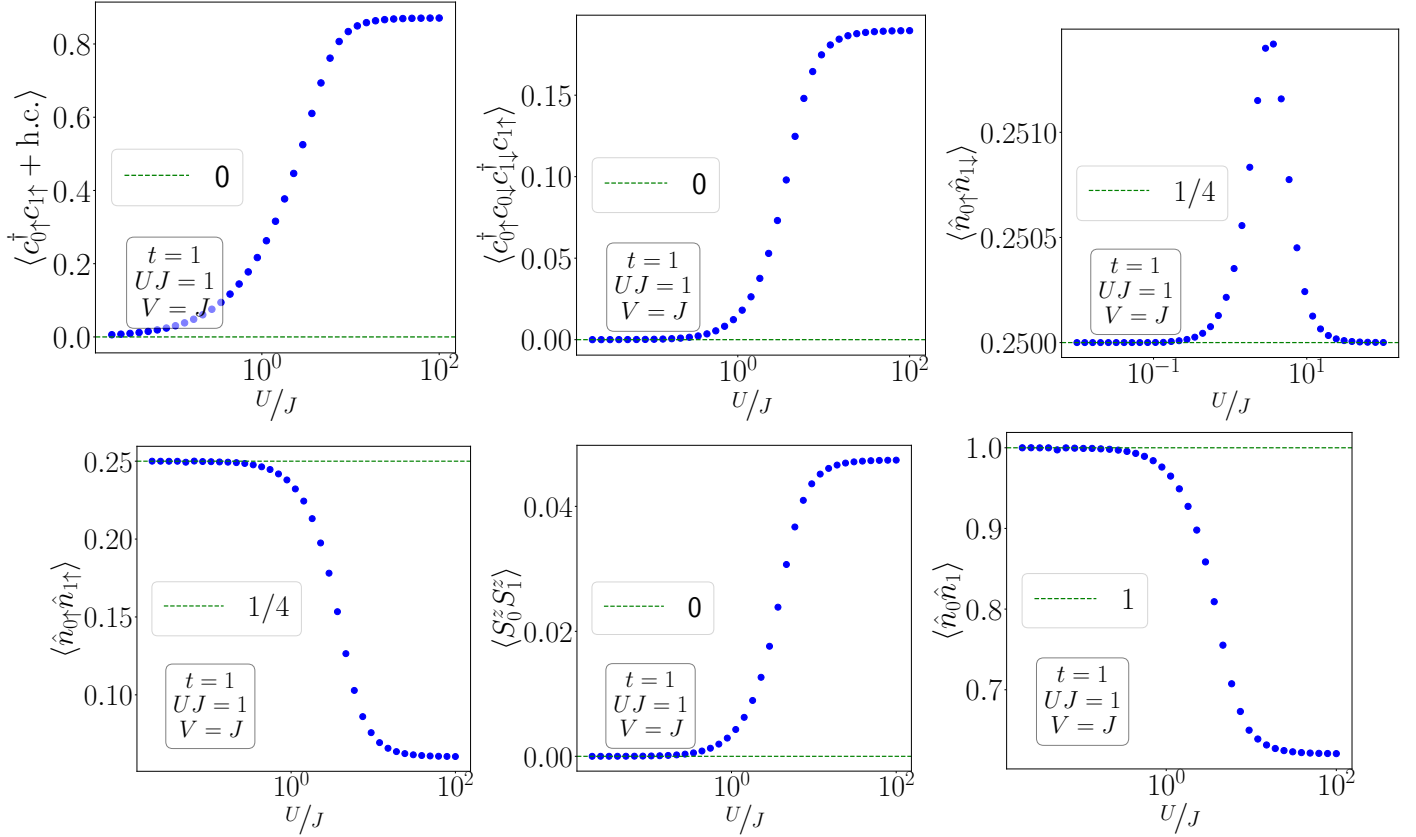 ⟨c†0↑c1↑ + h.c.⟩
0.8
0.6
0.4
0.2
0.0
0
t = 1
UJ = 1
V = J
10^0
10^2
U/J
⟨c†0↑c0↓c†1↓c1↑⟩
0.15
0.10
0.05
0.00
0
t = 1
UJ = 1
V = J
10^0
10^2
U/J
⟨n̂0↑n̂1↓⟩
0.2510
0.2505
0.2500
1/4
t = 1
UJ = 1
V = J
10^-1
10^1
U/J
⟨n̂0↑n̂1↑⟩
0.25
0.20
0.15
0.10
1/4
t = 1
UJ = 1
V = J
10^0
10^2
U/J
⟨S^z_0 S^z_1⟩
0.04
0.02
0.00
0
t = 1
UJ = 1
V = J
10^0
10^2
U/J
⟨n̂0n̂1⟩
1.0
0.9
0.8
0.7
1
t = 1
UJ = 1
V = J
10^0
10^2
U/J